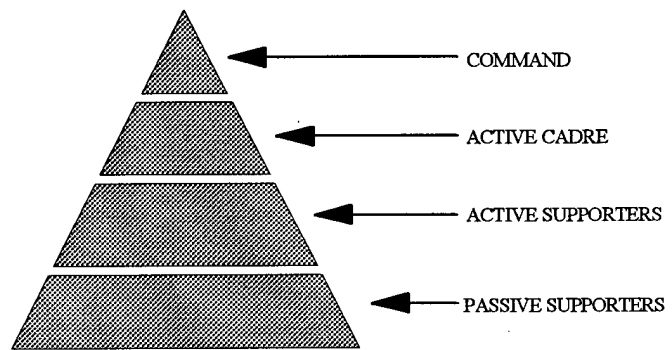 COMMAND
ACTIVE CADRE
ACTIVE SUPPORTERS
PASSIVE SUPPORTERS